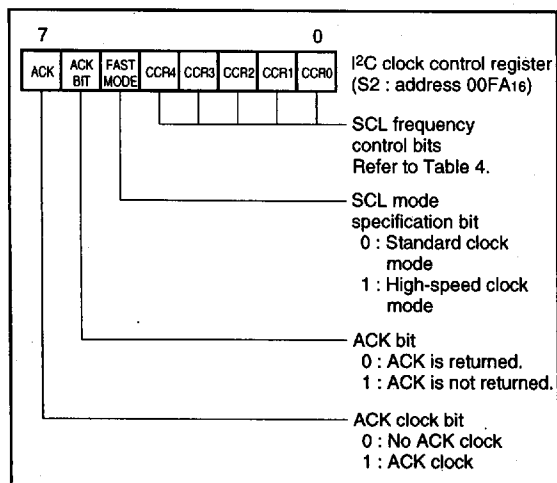 7 0
ACK ACK BIT FAST MODE CCR4 CCR3 CCR2 CCR1 CCR0
I²C clock control register
(S2 : address 00FA₁₆)
SCL frequency
control bits
Refer to Table 4.
SCL mode
specification bit
0 : Standard clock
mode
1 : High-speed clock
mode
ACK bit
0 : ACK is returned.
1 : ACK is not returned.
ACK clock bit
0 : No ACK clock
1 : ACK clock